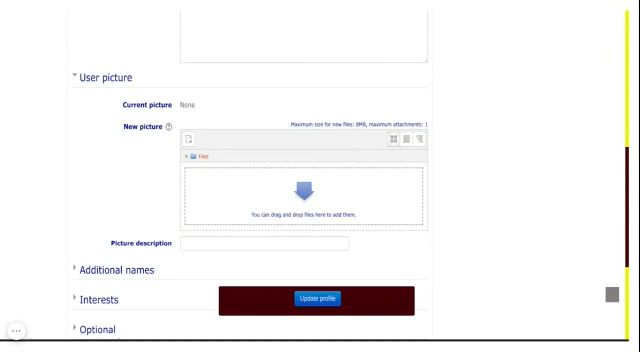 User picture
Current picture None
New picture
Maximum size for new files: 8MB, maximum attachments: 1
Files
You can drag and drop files here to add them.
Picture description
Additional names
Interests
Update profile
Optional